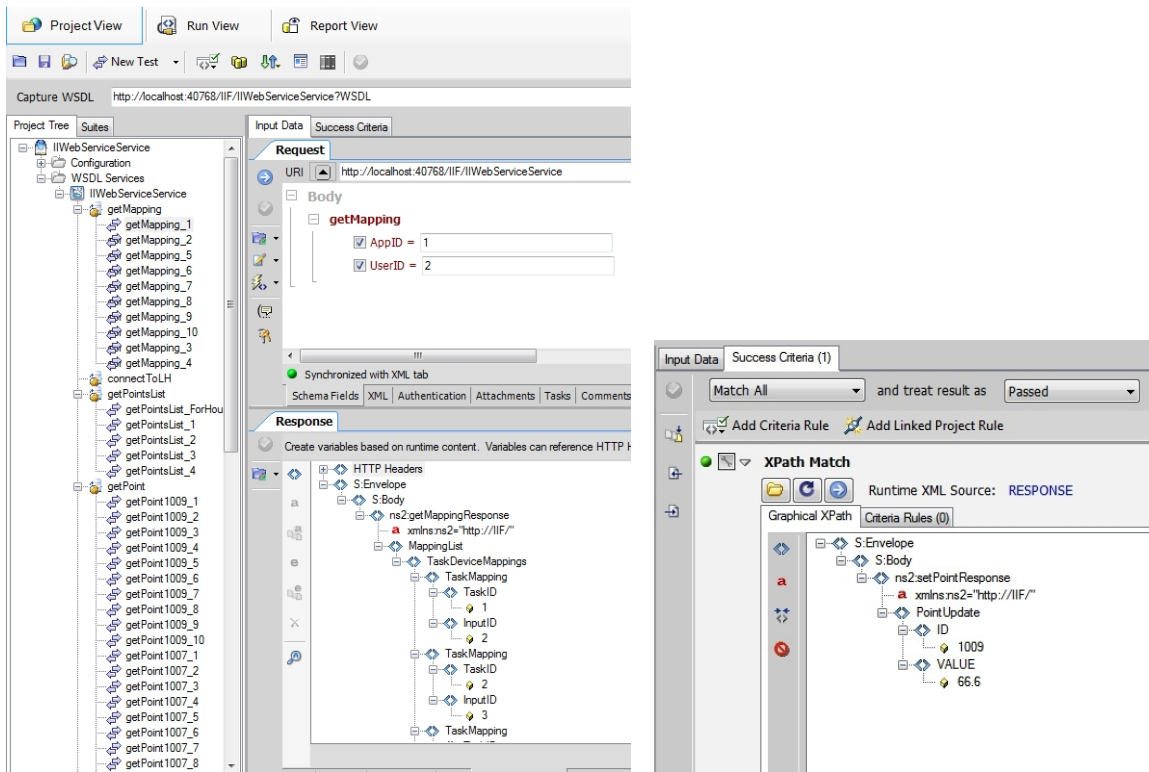 Project View Run View Report View
New Test
Capture WSDL http://localhost:40768/IIF/IIWebServiceService?WSDL
Project Tree Suites
IIWebServiceService
Configuration
WSDL Services
IIWebServiceService
getMapping
getMapping_1
getMapping_2
getMapping_5
getMapping_6
getMapping_7
getMapping_8
getMapping_9
getMapping_10
getMapping_3
getMapping_4
connectToLH
getPointsList
getPointsList_ForHou
getPointsList_1
getPointsList_2
getPointsList_3
getPointsList_4
getPoint
getPoint1009_1
getPoint1009_2
getPoint1009_3
getPoint1009_4
getPoint1009_5
getPoint1009_6
getPoint1009_7
getPoint1009_8
getPoint1009_9
getPoint1009_10
getPoint1007_1
getPoint1007_2
getPoint1007_3
getPoint1007_4
getPoint1007_5
getPoint1007_6
getPoint1007_7
getPoint1007_8
Input Data Success Criteria
Request
URI http://localhost:40768/IIF/IIWebServiceService
Body
getMapping
AppID = 1
UserID = 2
Synchronized with XML tab
Schema Fields XML Authentication Attachments Tasks Comments
Response
Create variables based on runtime content. Variables can reference HTTP H
HTTP Headers
S:Envelope
S:Body
ns2:getMappingResponse
a xmlns:ns2="http://IIF/"
MappingList
TaskDeviceMappings
TaskMapping
TaskID
1
InputID
2
TaskMapping
TaskID
2
InputID
3
TaskMapping
Input Data Success Criteria (1)
Match All and treat result as Passed
Add Criteria Rule Add Linked Project Rule
XPath Match
Runtime XML Source: RESPONSE
Graphical XPath Criteria Rules (0)
S:Envelope
S:Body
ns2:setPointResponse
a xmlns:ns2="http://IIF/"
PointUpdate
ID
1009
VALUE
66.6